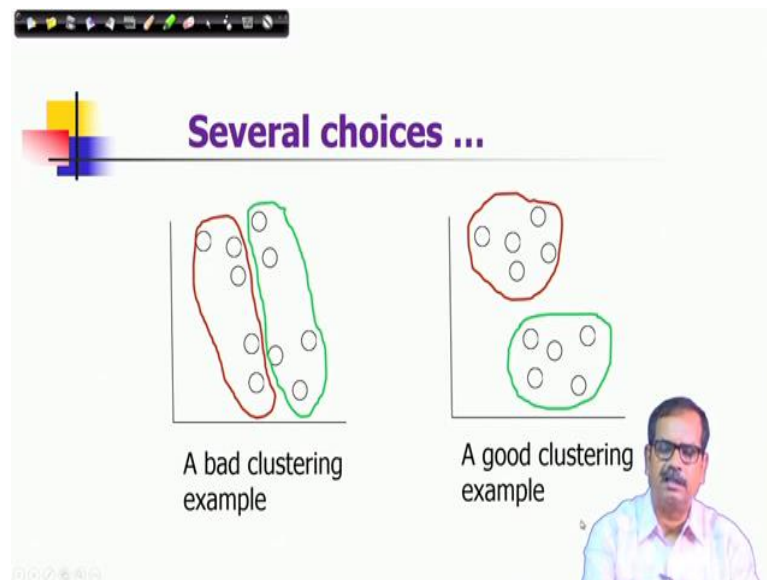 Several choices ...
A bad clustering
example
A good clustering
example